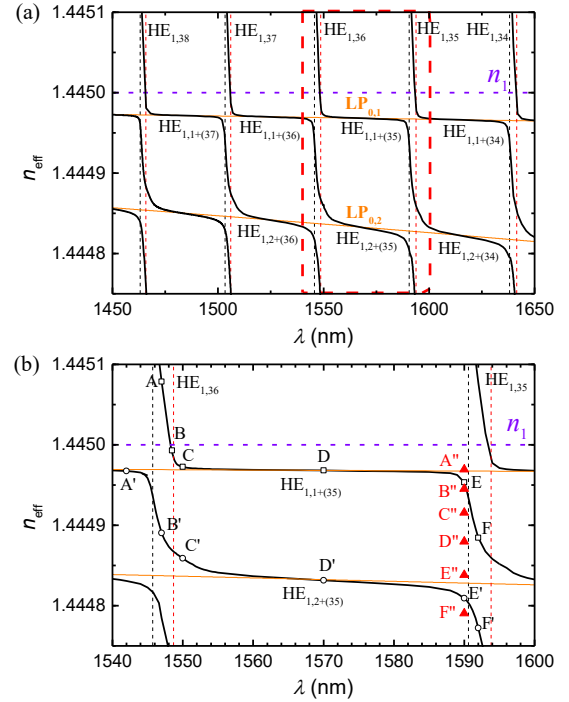 (a)
1.4451
1.4450
1.4449
1.4448
n_eff
HE_1,38
HE_1,37
HE_1,36
HE_1,35
HE_1,34
n_1
LP_0,1
HE_1,1+(37)
HE_1,1+(36)
HE_1,1+(35)
HE_1,1+(34)
LP_0,2
HE_1,2+(36)
HE_1,2+(35)
HE_1,2+(34)
1450 1500 1550 1600 1650
λ (nm)
(b)
1.4451
1.4450
1.4449
1.4448
n_eff
A HE_1,36 HE_1,35
B n_1
C D A"
A' HE_1,1+(35) E
B"
B' C" F
C' D"
D' E"
HE_1,2+(35) E'
F" F'
1540 1550 1560 1570 1580 1590 1600
λ (nm)